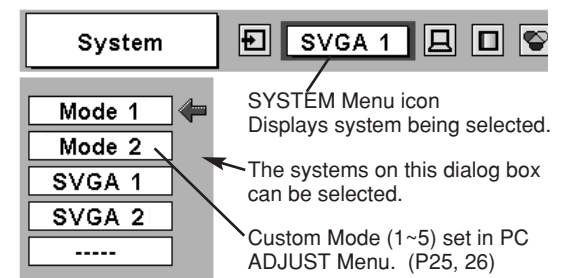 System
SVGA 1
SYSTEM Menu icon
Displays system being selected.
Mode 1
Mode 2
SVGA 1
SVGA 2
-----
The systems on this dialog box
can be selected.
Custom Mode (1~5) set in PC
ADJUST Menu. (P25, 26)